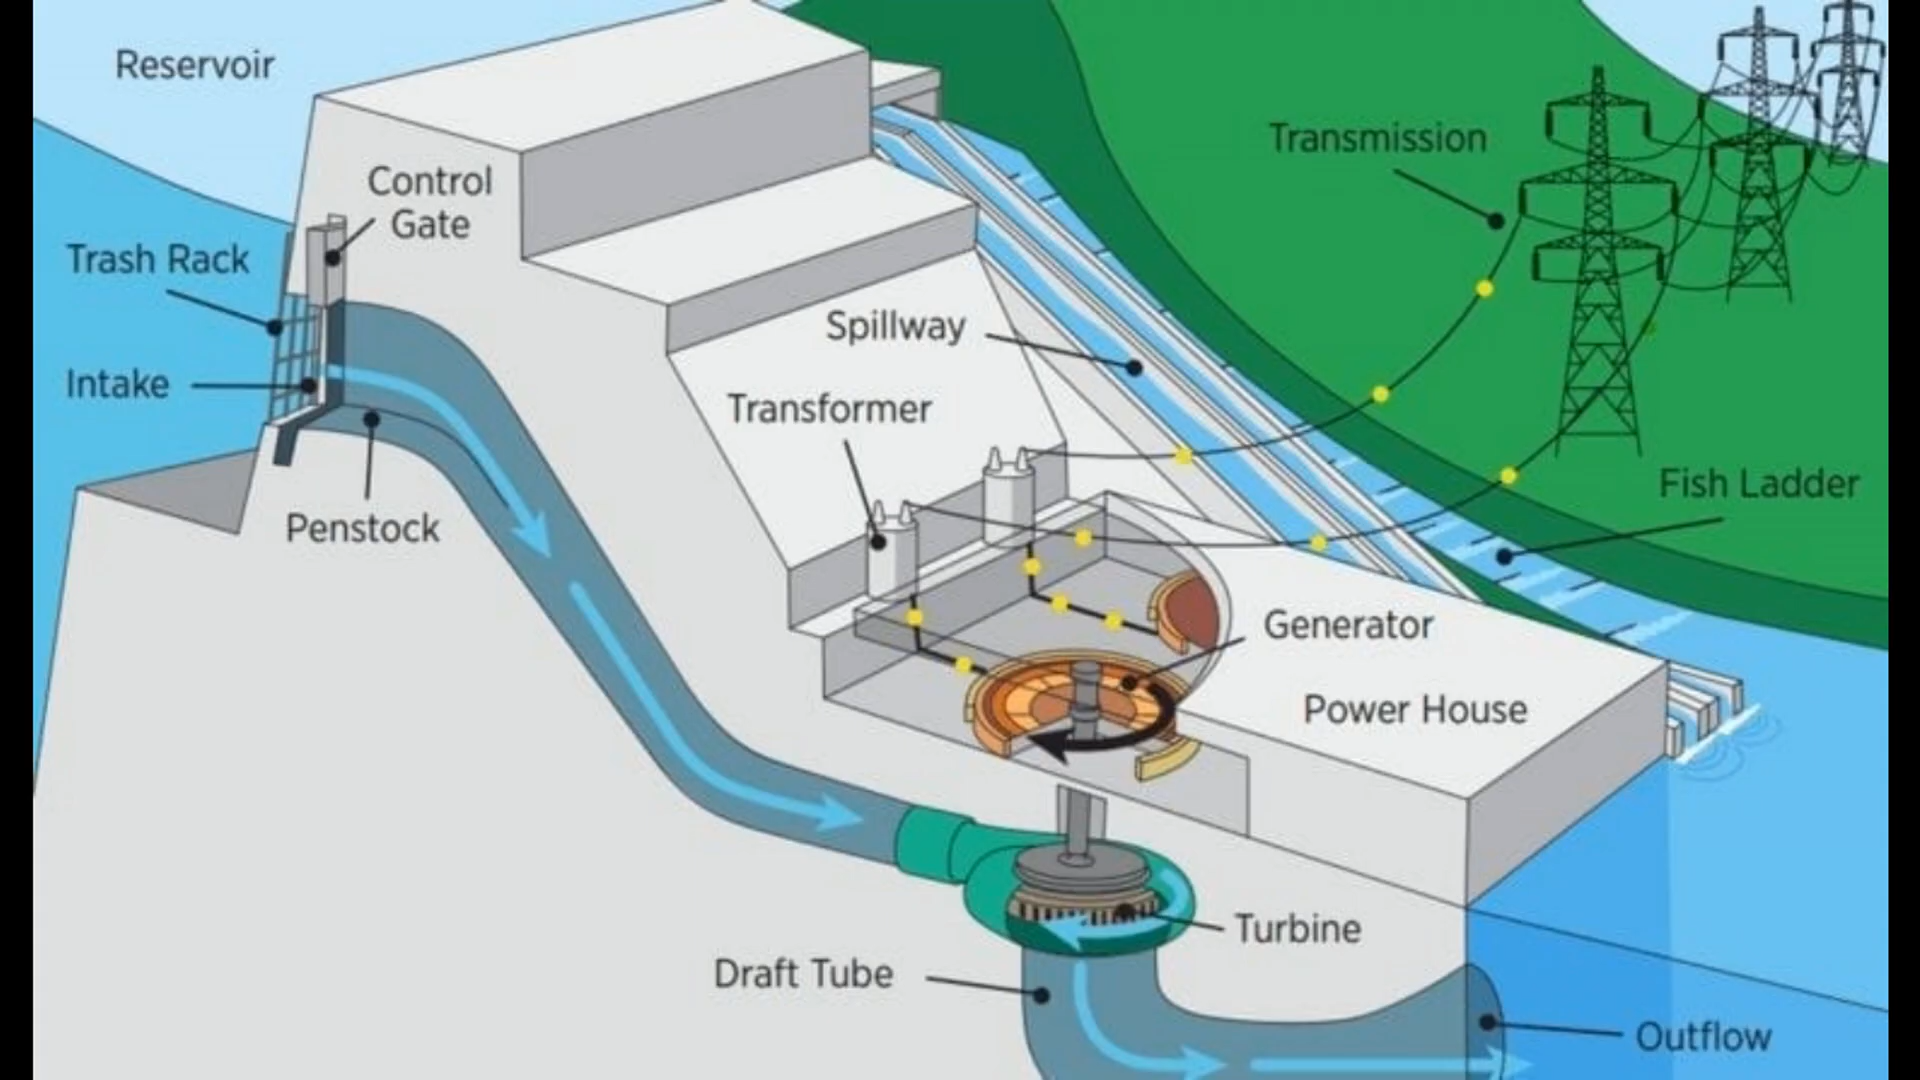 Reservoir
Transmission
Control
Gate
Trash Rack
Spillway
Intake
Transformer
Fish Ladder
Penstock
Generator
Power House
Turbine
Draft Tube
Outflow